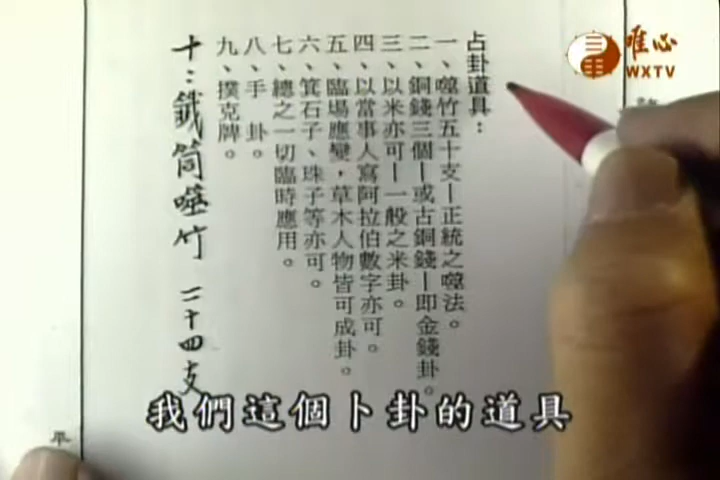 占卦道具：
一、噬竹五十支－正統之噬法。
二、銅錢三個－或古銅錢－即金錢卦。
三、以米亦可－一般之米卦。
四、以當事人寫阿拉伯數字亦可。
五、臨場應變，草木人物皆可成卦。
六、箕石子、珠子等亦可。
七、總之一切臨時應用。
八、手　卦。
九、撲克牌。
十：籤筒噬竹 二十四支
唯心
WXTV
我們這個卜卦的道具